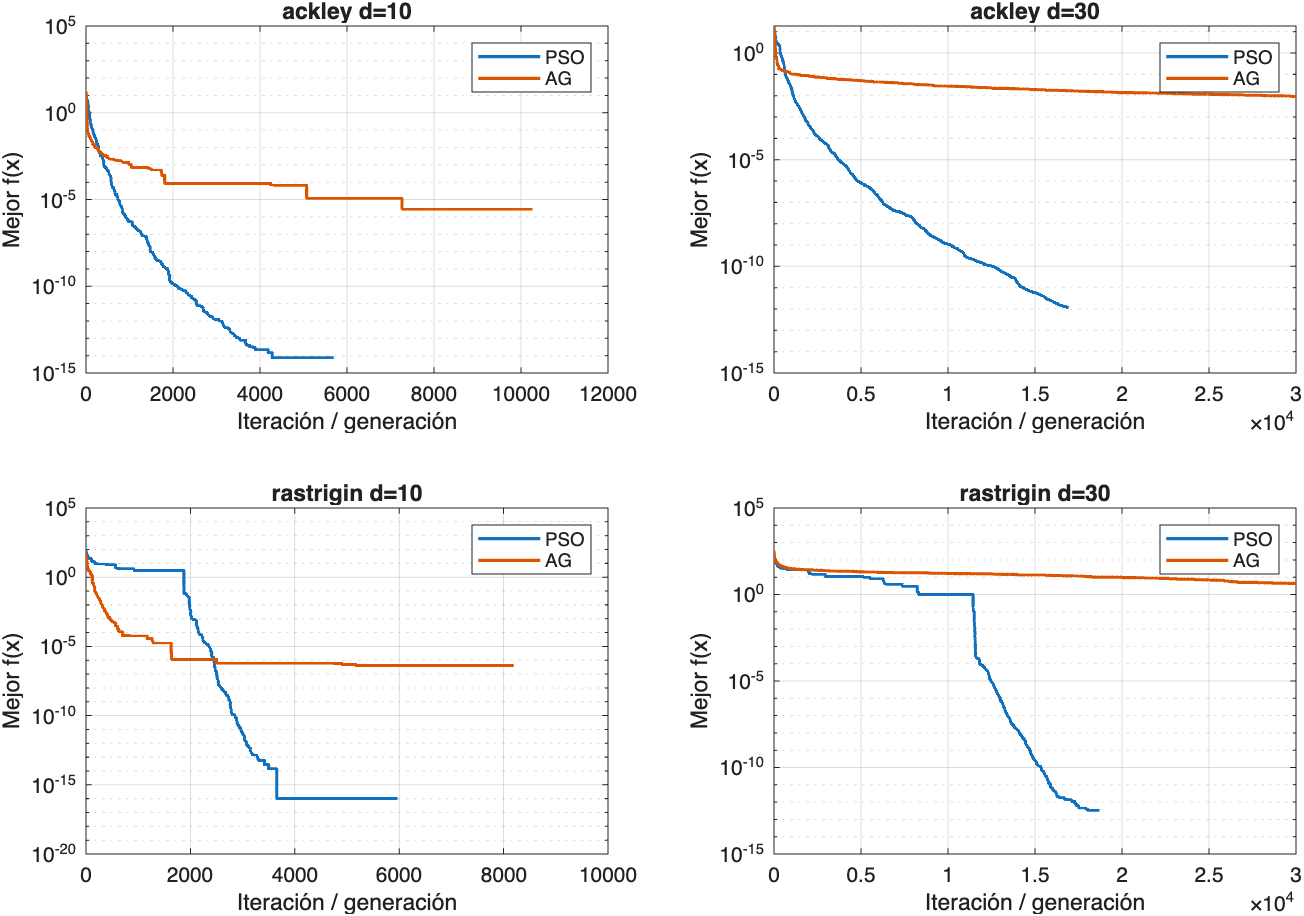 ackley d=10
10^5
10^0
10^-5
10^-10
10^-15
Mejor f(x)
PSO
AG
0 2000 4000 6000 8000 10000 12000
Iteración / generación
ackley d=30
10^0
10^-5
10^-10
10^-15
Mejor f(x)
PSO
AG
0 0.5 1 1.5 2 2.5 3
Iteración / generación ×10^4
rastrigin d=10
10^5
10^0
10^-5
10^-10
10^-15
10^-20
Mejor f(x)
PSO
AG
0 2000 4000 6000 8000 10000
Iteración / generación
rastrigin d=30
10^5
10^0
10^-5
10^-10
10^-15
Mejor f(x)
PSO
AG
0 0.5 1 1.5 2 2.5 3
Iteración / generación ×10^4